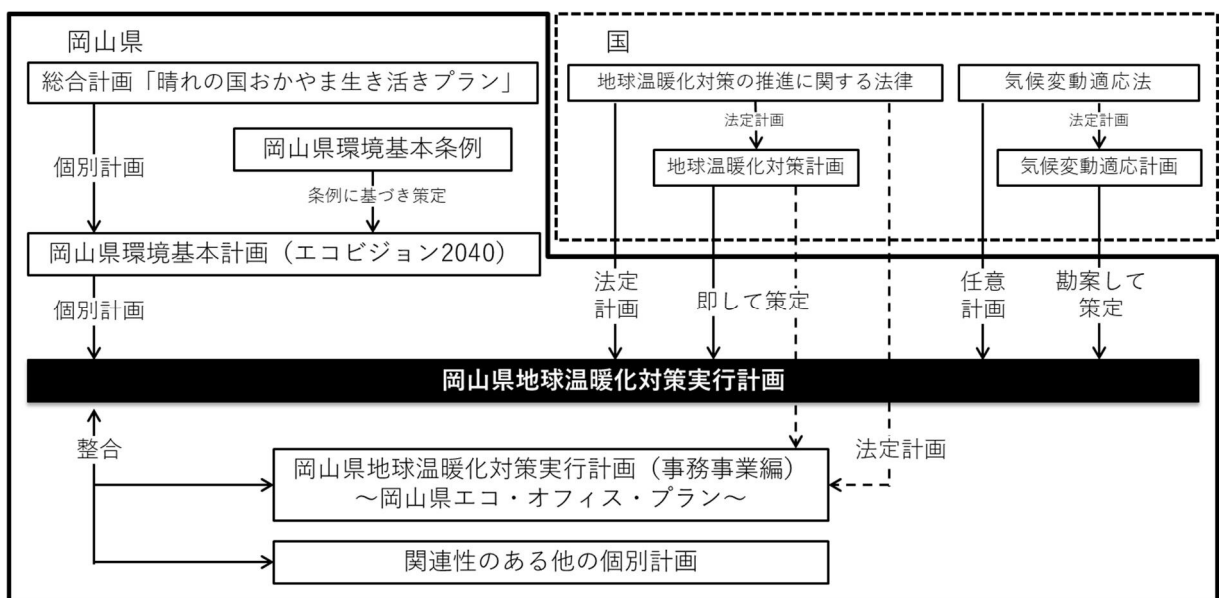 岡山県
総合計画「晴れの国おかやま生き活きプラン」
個別計画
岡山県環境基本条例
条例に基づき策定
岡山県環境基本計画（エコビジョン2040）
個別計画
国
地球温暖化対策の推進に関する法律
法定計画
地球温暖化対策計画
気候変動適応法
法定計画
気候変動適応計画
法定
計画
即して策定
任意
計画
勘案して
策定
岡山県地球温暖化対策実行計画
整合
岡山県地球温暖化対策実行計画（事務事業編）
～岡山県エコ・オフィス・プラン～
法定計画
関連性のある他の個別計画